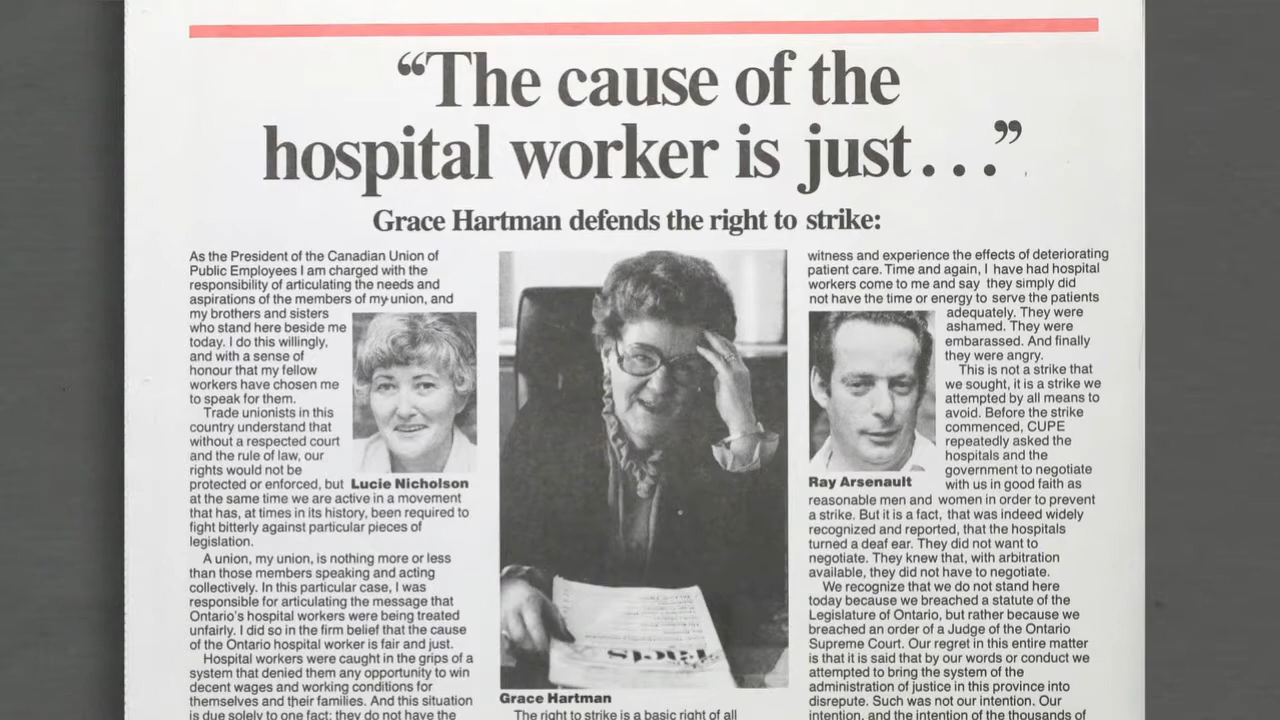 “The cause of the
hospital worker is just...”
Grace Hartman defends the right to strike:
As the President of the Canadian Union of
Public Employees I am charged with the
responsibility of articulating the needs and
aspirations of the members of my union, and
my brothers and sisters
who stand here beside me
today. I do this willingly,
and with a sense of
honour that my fellow
workers have chosen me
to speak for them.
Trade unionists in this
country understand that
without a respected court
and the rule of law, our
rights would not be
protected or enforced, but
at the same time we are active in a movement
that has, at times in its history, been required to
fight bitterly against particular pieces of
legislation.
A union, my union, is nothing more or less
than those members speaking and acting
collectively. In this particular case, I was
responsible for articulating the message that
Ontario's hospital workers were being treated
unfairly. I did so in the firm belief that the cause
of the Ontario hospital worker is fair and just.
Hospital workers were caught in the grips of a
system that denied them any opportunity to win
decent wages and working conditions for
themselves and their families. And this situation
is due solely to one fact: they do not have the
Lucie Nicholson
Facts
Grace Hartman
The right to strike is a basic right of all
witness and experience the effects of deteriorating
patient care. Time and again, I have had hospital
workers come to me and say they simply did
not have the time or energy to serve the patients
adequately. They were
ashamed. They were
embarassed. And finally
they were angry.
This is not a strike that
we sought, it is a strike we
attempted by all means to
avoid. Before the strike
commenced, CUPE
repeatedly asked the
hospitals and the
government to negotiate
with us in good faith as
reasonable men and women in order to prevent
a strike. But it is a fact, that was indeed widely
recognized and reported, that the hospitals
turned a deaf ear. They did not want to
negotiate. They knew that, with arbitration
available, they did not have to negotiate.
We recognize that we do not stand here
today because we breached a statute of the
Legislature of Ontario, but rather because we
breached an order of a Judge of the Ontario
Supreme Court. Our regret in this entire matter
is that it is said that by our words or conduct we
attempted to bring the system of the
administration of justice in this province into
disrepute. Such was not our intention. Our
intention, and the intention of the thousands of
Ray Arsenault